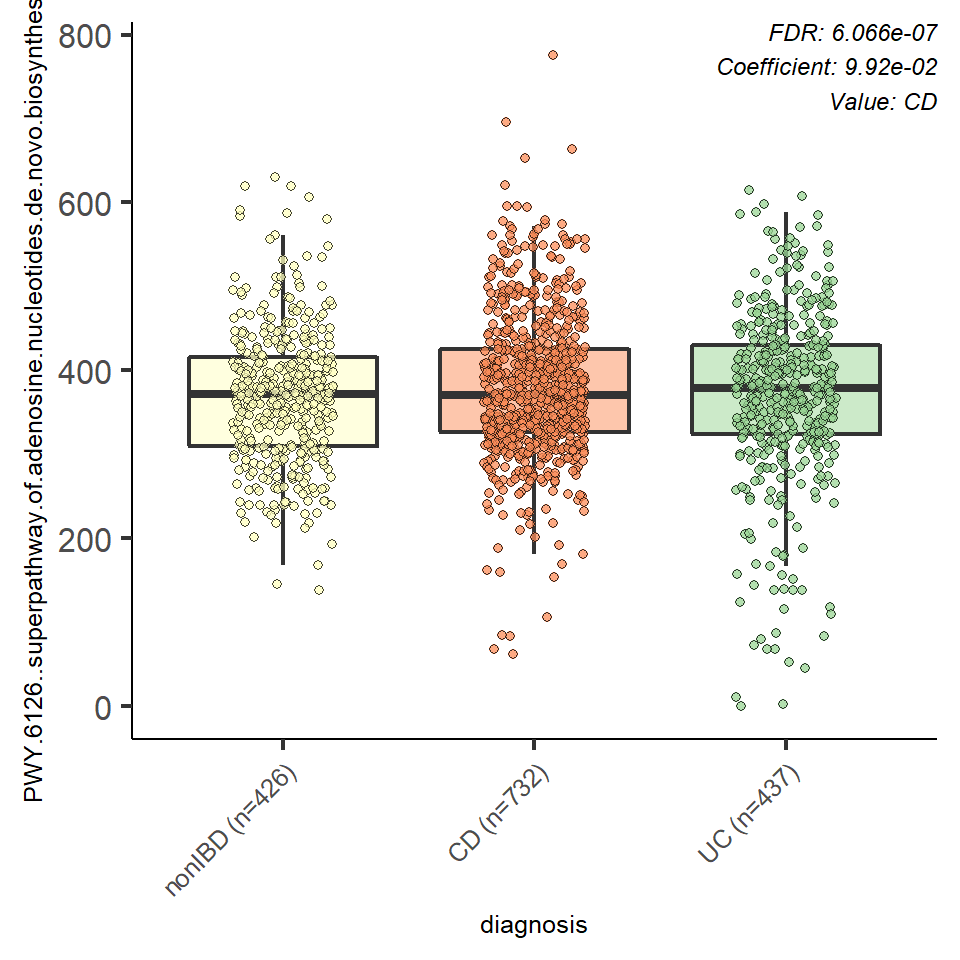 PWY.6126..superpathway.of.adenosine.nucleotides.de.novo.biosynthes
800
600
400
200
0
FDR: 6.066e-07
Coefficient: 9.92e-02
Value: CD
nonIBD (n=426)
CD (n=732)
UC (n=437)
diagnosis